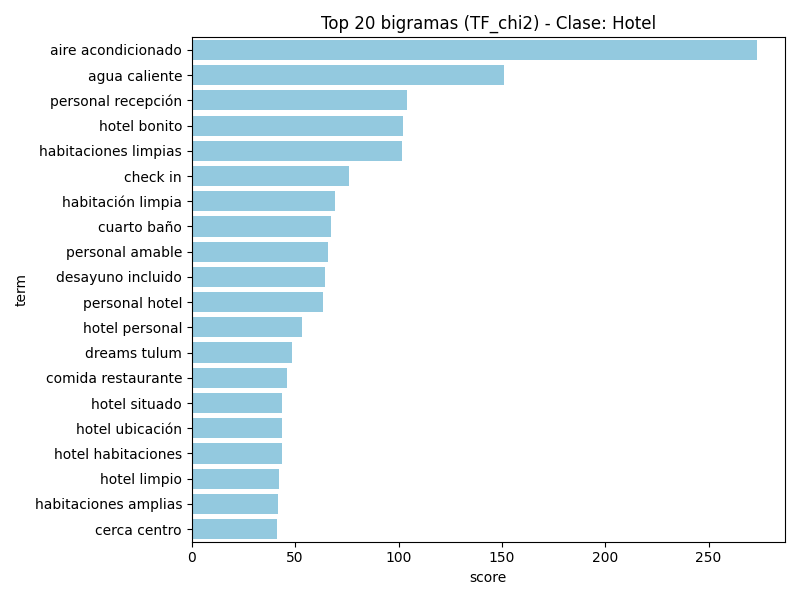 Top 20 bigramas (TF_chi2) - Clase: Hotel
aire acondicionado
agua caliente
personal recepción
hotel bonito
habitaciones limpias
check in
habitación limpia
cuarto baño
personal amable
desayuno incluido
personal hotel
hotel personal
dreams tulum
comida restaurante
hotel situado
hotel ubicación
hotel habitaciones
hotel limpio
habitaciones amplias
cerca centro
term
0 50 100 150 200 250
score